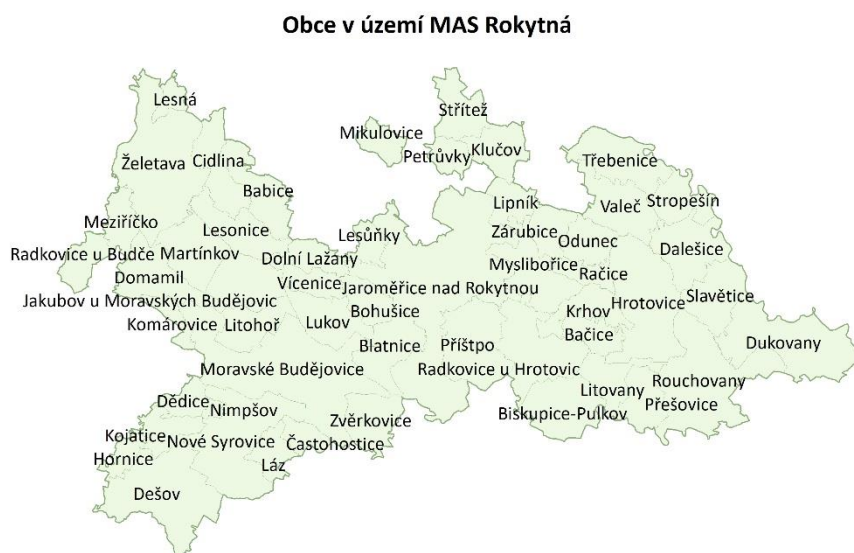 Obce v území MAS Rokytná
Lesná
Střítež
Mikulovice
Petrůvky
Klučov
Želetava
Cidlina
Třebenice
Babice
Lipník
Valeč
Stropešín
Meziříčko
Lesonice
Lesůňky
Zárubice
Odunec
Radkovice u Budče
Martínkov
Dolní Lažany
Dalešice
Domamil
Vícenice
Myslibořice
Račice
Jakubov u Moravských Budějovic
Jaroměřice nad Rokytnou
Hrotovice
Slavětice
Komárovice
Litohoř
Lukov
Bohušice
Krhov
Bačice
Blatnice
Příštpo
Dukovany
Moravské Budějovice
Radkovice u Hrotovic
Litovany
Rouchovany
Dědice
Nimpšov
Zvěrkovice
Biskupice-Pulkov
Přešovice
Kojatice
Nové Syrovice
Častohostice
Hornice
Láz
Dešov